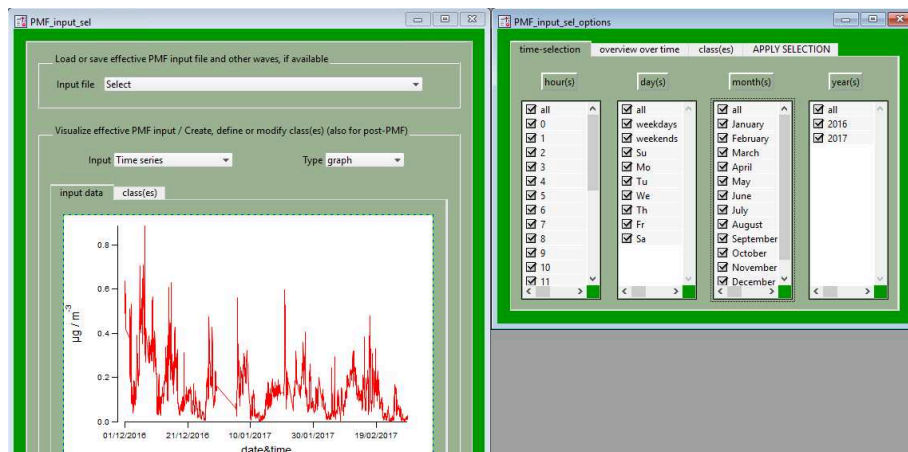 PMF_input_sel
Load or save effective PMF input file and other waves, if available
Input file Select
Visualize effective PMF input / Create, define or modify class(es) (also for post-PMF)
Input Time series Type graph
input data class(es)
µg / m³
0.8
0.6
0.4
0.2
0.0
01/12/2016 21/12/2016 10/01/2017 30/01/2017 19/02/2017
date&time
PMF_input_sel_options
time-selection overview over time class(es) APPLY SELECTION
hour(s) day(s) month(s) year(s)
all all all all
0 weekdays January 2016
1 weekends February 2017
2 Su March
3 Mo April
4 Tu May
5 We June
6 Th July
7 Fr August
8 Sa September
9 October
10 November
11 December